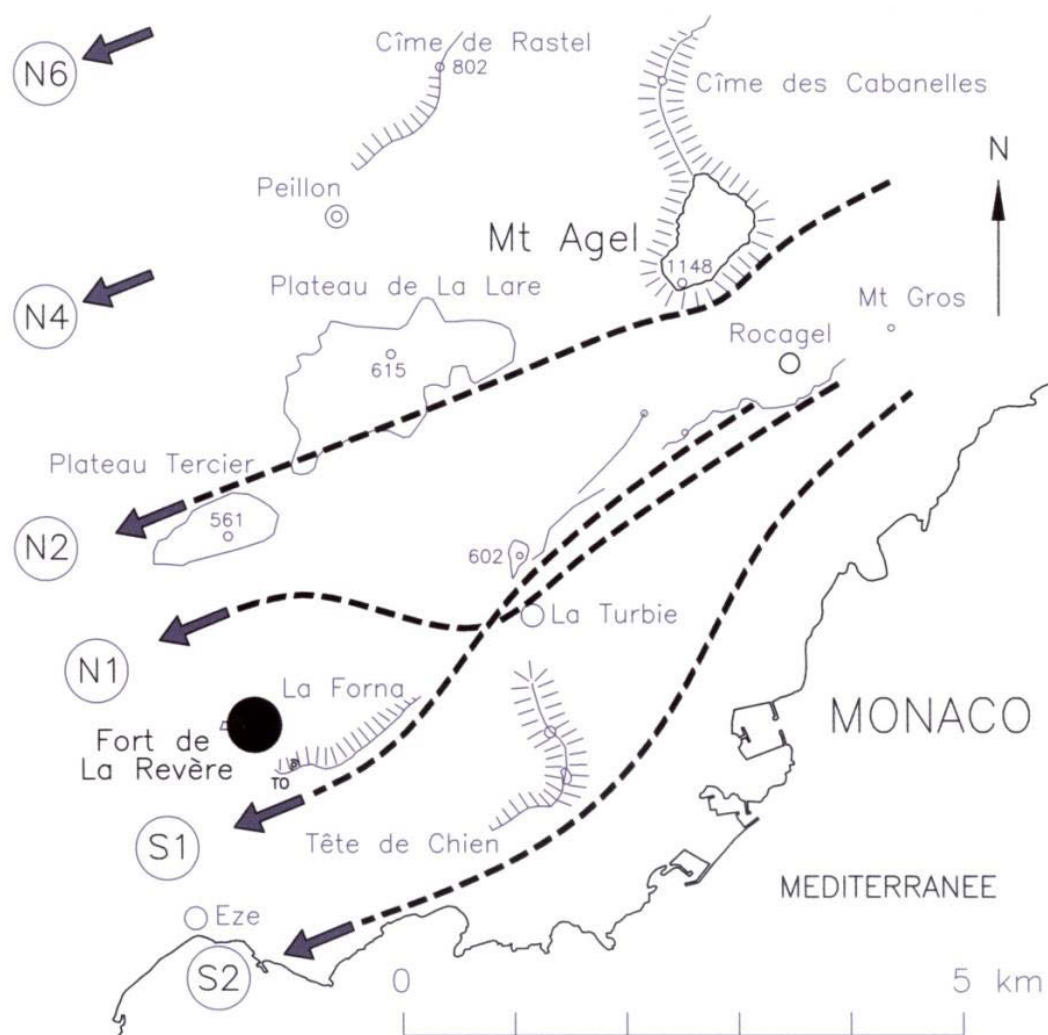 N6
Cîme de Rastel
802
Cîme des Cabanelles
Peillon
N
Mt Agel
1148
N4
Plateau de La Lare
615
Mt Gros
Rocagel
Plateau Tercier
561
N2
602
La Turbie
N1
La Forna
Fort de
La Revère
TO
MONACO
S1
Tête de Chien
MEDITERRANEE
Eze
S2
0
5 km